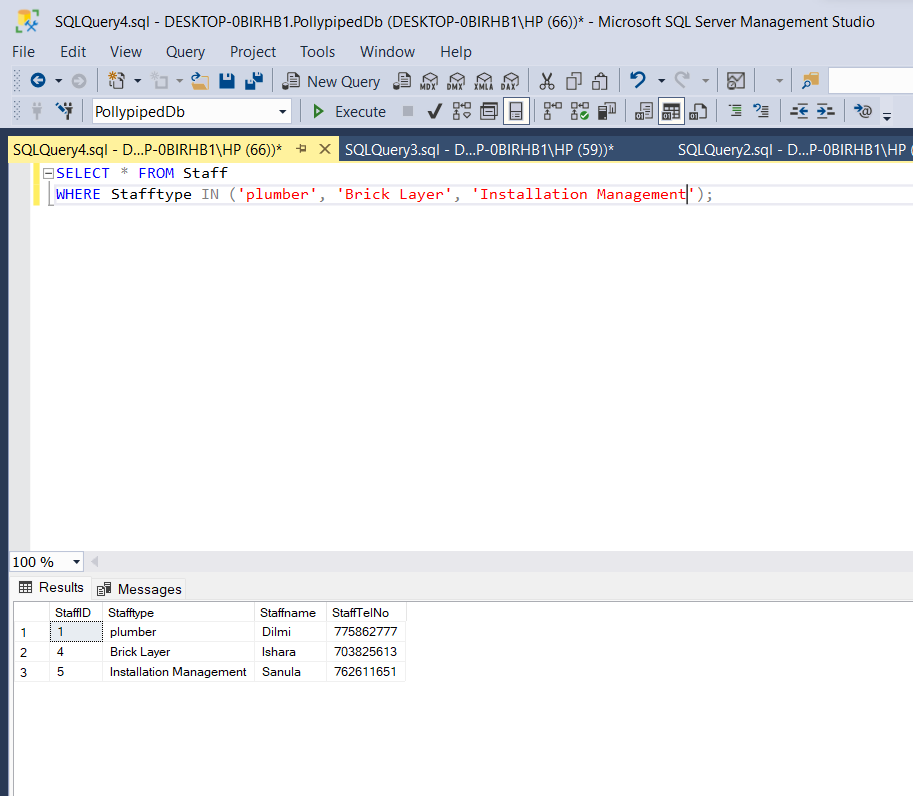 SQLQuery4.sql - DESKTOP-0BIRHB1.PollypipedDb (DESKTOP-0BIRHB1\HP (66))* - Microsoft SQL Server Management Studio
File Edit View Query Project Tools Window Help
New Query MDX DMX XMLA DAX
PollypipedDb Execute
SQLQuery4.sql - D...P-0BIRHB1\HP (66))* SQLQuery3.sql - D...P-0BIRHB1\HP (59))* SQLQuery2.sql - D...P-0BIRHB1\HP (
SELECT * FROM Staff
WHERE Stafftype IN ('plumber', 'Brick Layer', 'Installation Management');
100 %
Results Messages
StaffID Stafftype Staffname StaffTelNo
1 1 plumber Dilmi 775862777
2 4 Brick Layer Ishara 703825613
3 5 Installation Management Sanula 762611651